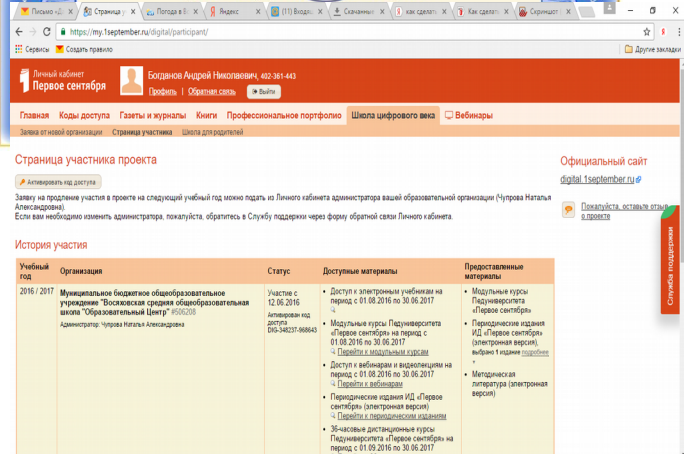 Письмо «Д
Страница у
Погода в Б
Яндекс
(11) Входящ
Скачанные
как сделать
Как сделать
Скриншот
https://my.1september.ru/digital/participant/
Сервисы
Создать правило
Другие закладки
Личный кабинет
Первое сентября
Богданов Андрей Николаевич, 402-361-443
Профиль | Обратная связь
Выйти
Главная Коды доступа Газеты и журналы Книги Профессиональное портфолио Школа цифрового века Вебинары
Заявка от новой организации Страница участника Школа для родителей
Страница участника проекта
Активировать код доступа
Заявку на продление участия в проекте на следующий учебный год можно подать из Личного кабинета администратора вашей образовательной организации (Чупрова Наталья
Александровна).
Если вам необходимо изменить администратора, пожалуйста, обратитесь в Службу поддержки через форму обратной связи Личного кабинета.
Официальный сайт
digital.1september.ru
Пожалуйста, оставьте отзыв
о проекте
Служба поддержки
История участия
Учебный
год
Организация
Статус
Доступные материалы
Предоставленные
материалы
2016 / 2017
Муниципальное бюджетное общеобразовательное
учреждение "Восяховская средняя общеобразовательная
школа "Образовательный Центр" #506208
Администратор: Чупрова Наталья Александровна
Участие с
12.06.2016
Активирован код
доступа
DIG-348237-968643
• Доступ к электронным учебникам на
период с 01.08.2016 по 30.06.2017
• Модульные курсы Педуниверситета
«Первое сентября» на период с
01.08.2016 по 30.06.2017
Перейти к модульным курсам
• Доступ к вебинарам и видеолекциям на
период с 01.08.2016 по 30.06.2017
Перейти к вебинарам
• Периодические издания ИД «Первое
сентября» (электронная версия)
Перейти к периодическим изданиям
• 36-часовые дистанционные курсы
Педуниверситета «Первое сентября» на
период с 01.09.2016 по 30.06.2017
• Модульные курсы
Педуниверситета
«Первое сентября»
• Периодические издания
ИД «Первое сентября»
(электронная версия),
выбрано 1 издание подробнее
• Методическая
литература (электронная
версия)